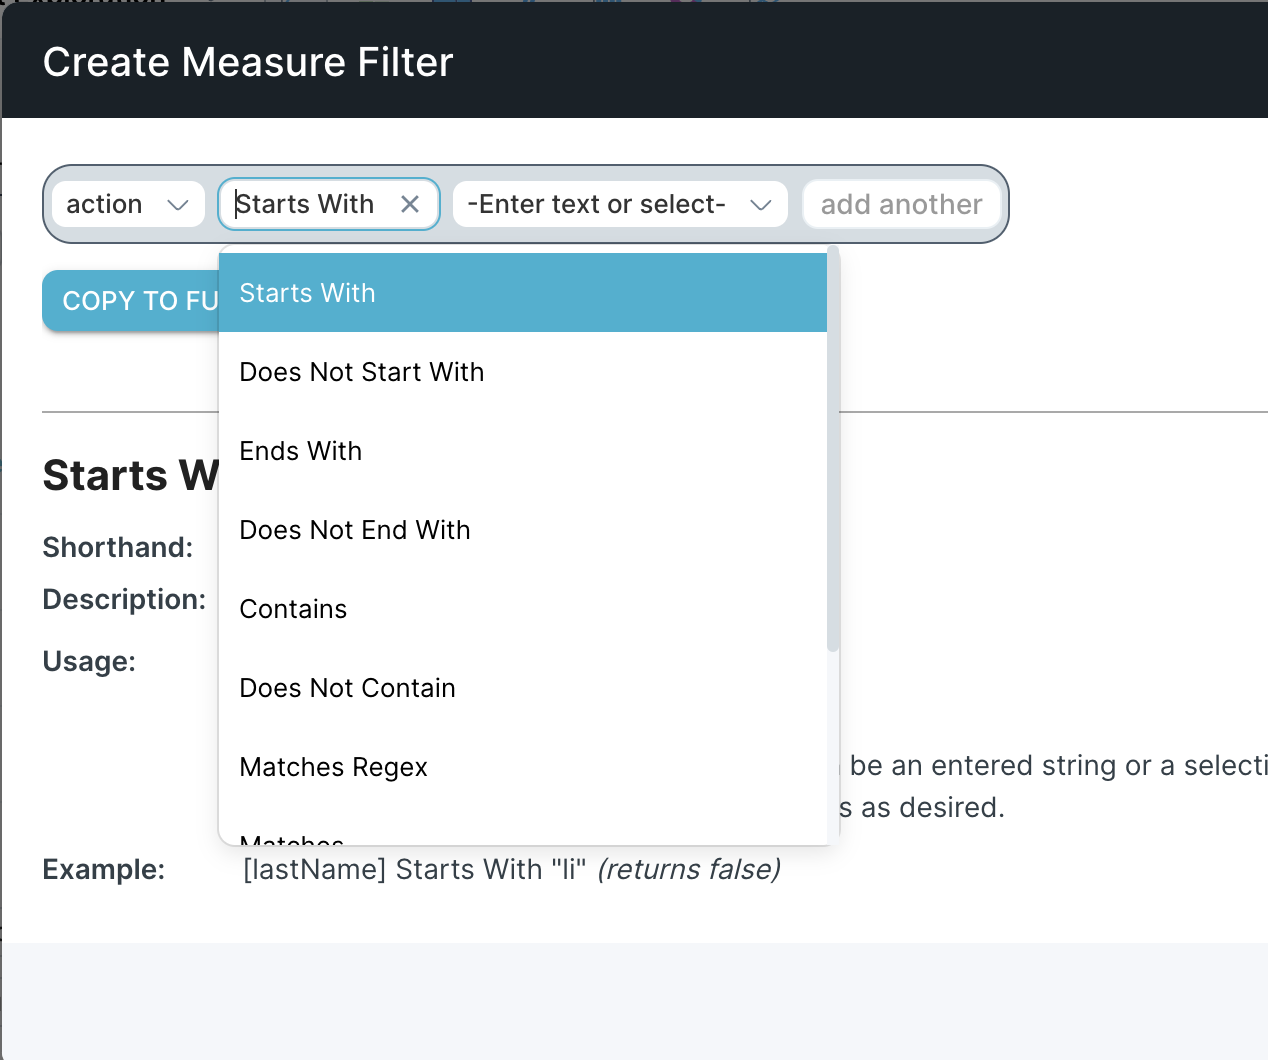 Create Measure Filter
action Starts With -Enter text or select- add another
COPY TO FU
Starts With
Does Not Start With
Ends With
Starts W
Does Not End With
Shorthand:
Description:
Contains
Usage:
Does Not Contain
Matches Regex
be an entered string or a selecti
s as desired.
Matches
Example: [lastName] Starts With "li" (returns false)